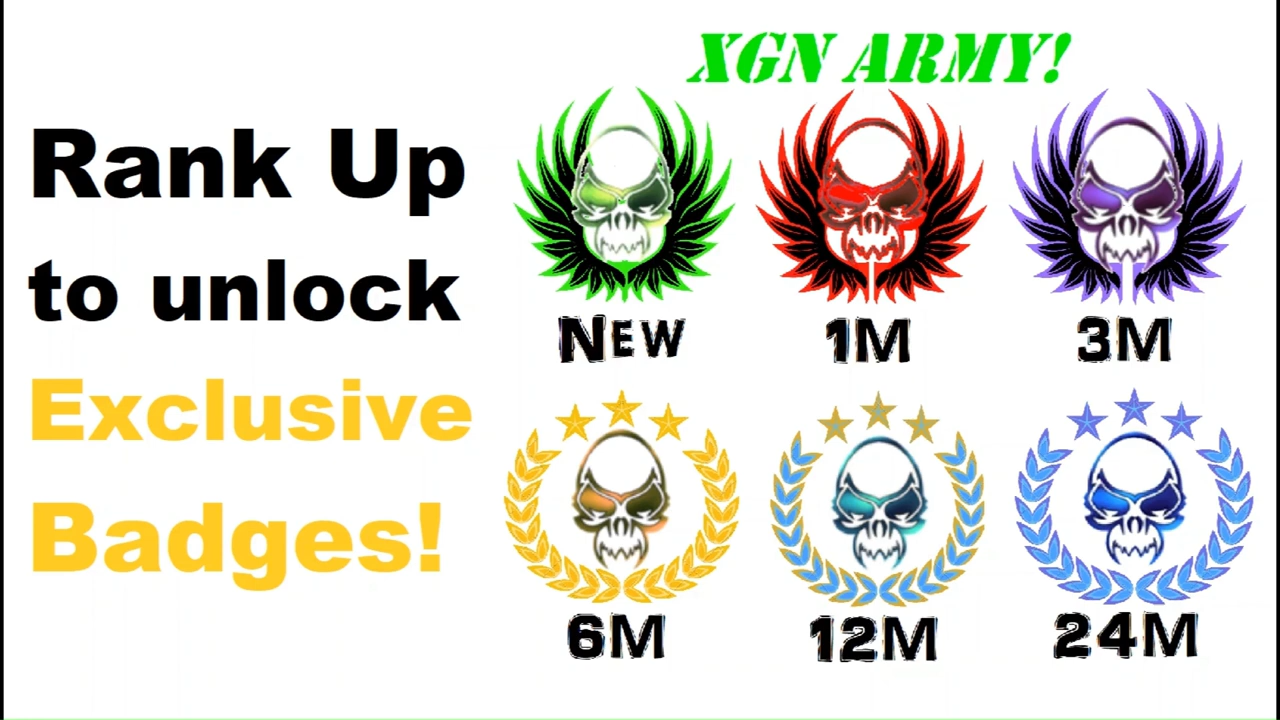 XGN ARMY!
Rank Up
to unlock
Exclusive
Badges!
New
1M
3M
6M
12M
24M